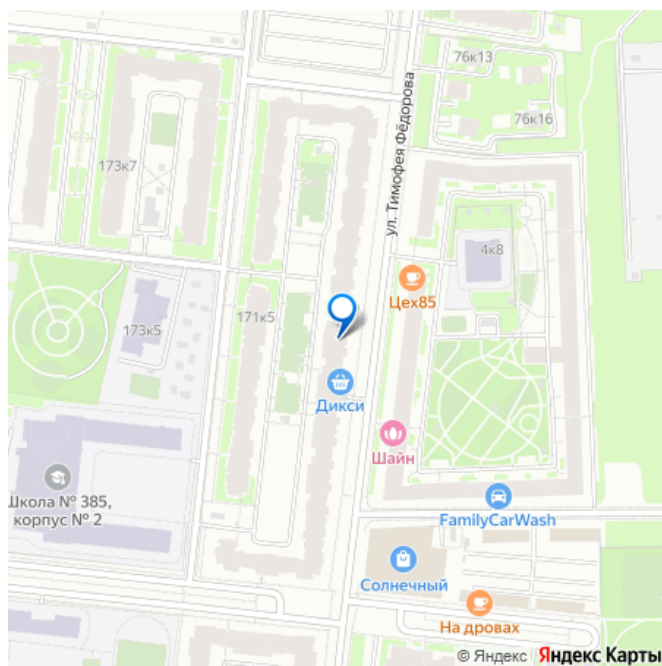 76к13
76к16
ул. Тимофея Фёдорова
173к7
4к8
Цех85
171к5
173к5
Дикси
Шайн
Школа № 385,
корпус № 2
FamilyCarWash
Солнечный
На дровах
© Яндекс Яндекс Карты